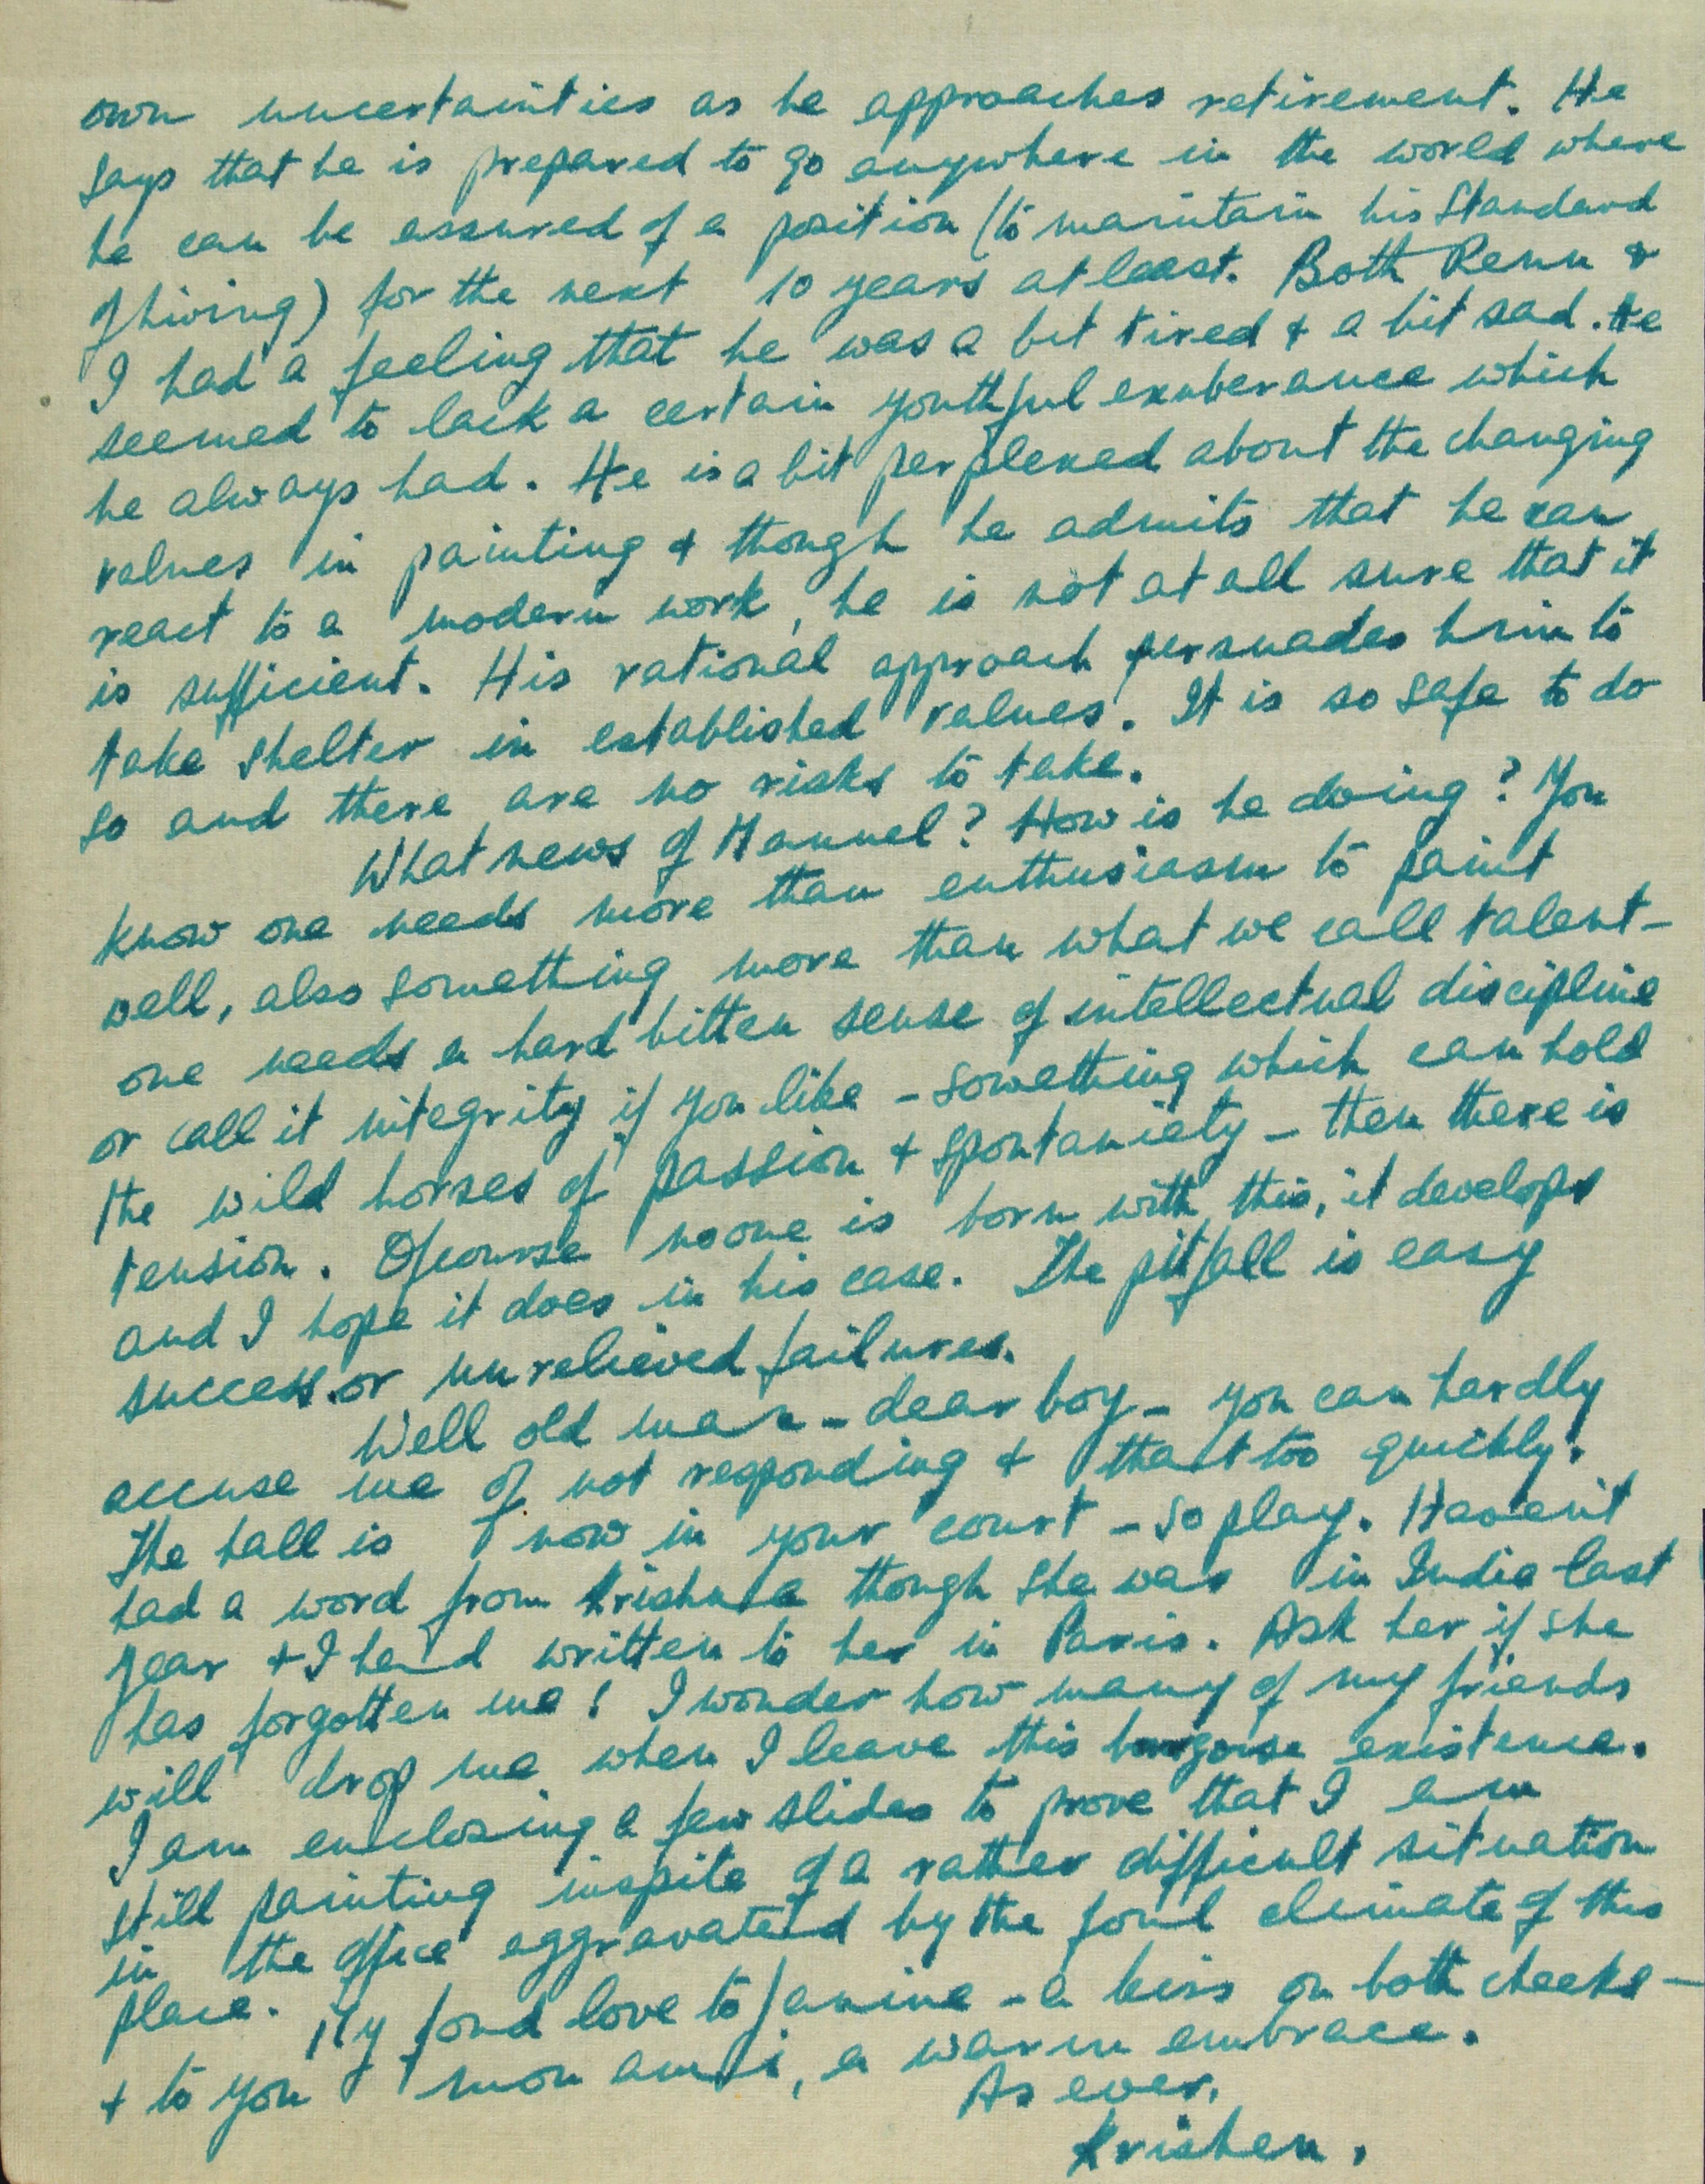 own uncertainties as he approaches retirement. He
says that he is prepared to go anywhere in the world where
he can be assured of a position (to maintain his standard
of living) for the next 10 years at least. Both Renu &
I had a feeling that he was a bit tired & a bit sad. He
seemed to lack a certain youthful exuberance which
he always had. He is a bit perplexed about the changing
values in painting & though he admits that he can
react to a modern work, he is not at all sure that it
is sufficient. His rational approach persuades him to
take shelter in established values. It is so safe to do
so and there are no risks to take.
What news of Manuel? How is he doing? You
know one needs more than enthusiasm to paint
well, also something more than what we call talent -
one needs a hard bitten sense of intellectual discipline
or call it integrity if you like - something which can hold
the wild horses of passion & spontaniety - then there is
tension. Ofcourse noone is born with this, it develops
and I hope it does in his case. The pitfall is easy
success or unrelieved failures.
Well old man - dear boy - you can hardly
accuse me of not responding & that too quickly.
The ball is now in your court - so play. Haven't
had a word from Krishna though she was in India last
year & I had written to her in Paris. Ask her if she
has forgotten me! I wonder how many of my friends
will drop me when I leave this bourgoise existence.
I am enclosing a few slides to prove that I am
still painting inspite of a rather difficult situation
in the office aggravated by the foul climate of this
place. My fond love to Janine - a kiss on both cheeks -
& to you mon ami, a warm embrace.
As ever,
Krishen.